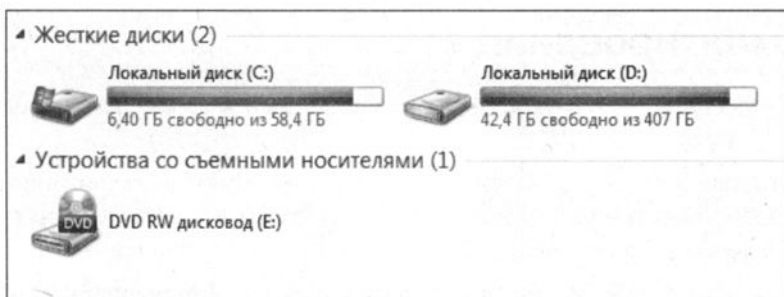 Жесткие диски (2)
Локальный диск (C:)
6,40 ГБ свободно из 58,4 ГБ
Локальный диск (D:)
42,4 ГБ свободно из 407 ГБ
Устройства со съемными носителями (1)
DVD
DVD RW дисковод (E:)